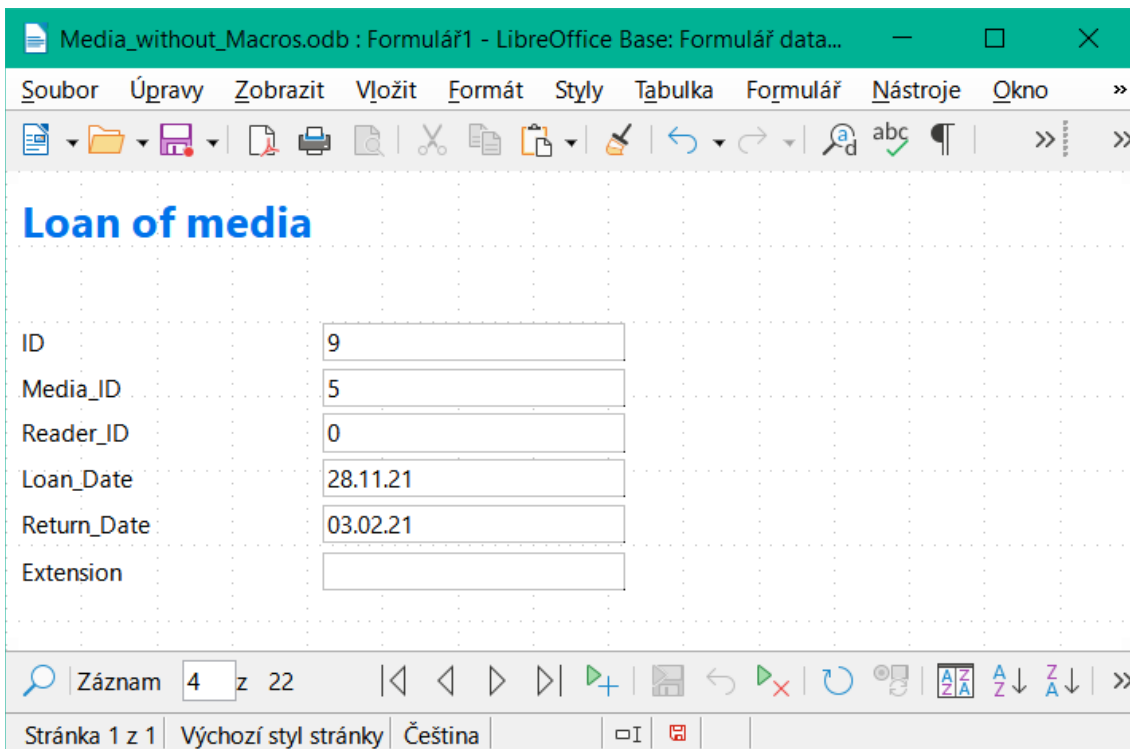 Media_without_Macros.odb : Formulář1 - LibreOffice Base: Formulář data...
Soubor Úpravy Zobrazit Vložit Formát Styly Tabulka Formulář Nástroje Okno »
Loan of media
ID 9
Media_ID 5
Reader_ID 0
Loan_Date 28.11.21
Return_Date 03.02.21
Extension
Záznam 4 z 22
Stránka 1 z 1 Výchozí styl stránky Čeština